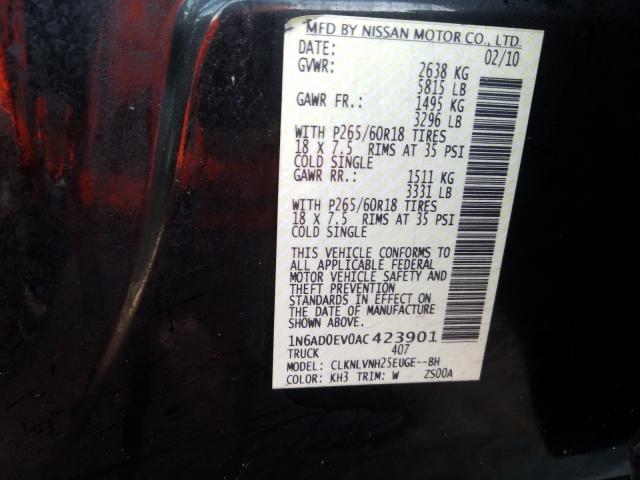 MFD BY NISSAN MOTOR CO., LTD.
DATE: 02/10
GVWR: 2638 KG
5815 LB
GAWR FR.: 1495 KG
3296 LB
WITH P265/60R18 TIRES
18 X 7.5 RIMS AT 35 PSI
COLD SINGLE
GAWR RR.: 1511 KG
3331 LB
WITH P265/60R18 TIRES
18 X 7.5 RIMS AT 35 PSI
COLD SINGLE
THIS VEHICLE CONFORMS TO
ALL APPLICABLE FEDERAL
MOTOR VEHICLE SAFETY AND
THEFT PREVENTION
STANDARDS IN EFFECT ON
THE DATE OF MANUFACTURE
SHOWN ABOVE.
1N6AD0EV0AC423901
TRUCK 407
MODEL: CLKNLVNH25EUGE--BH
COLOR: KH3 TRIM: W ZS00A